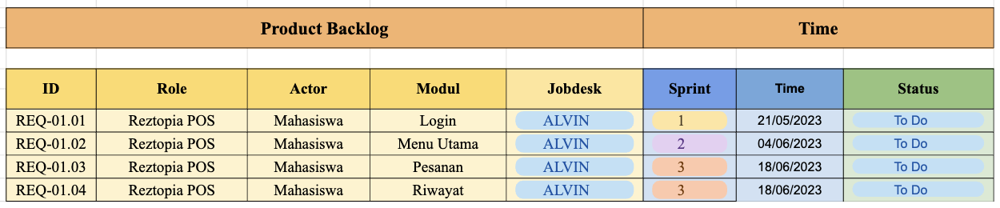 Product Backlog Time
ID Role Actor Modul Jobdesk Sprint Time Status
REQ-01.01 Reztopia POS Mahasiswa Login ALVIN 1 21/05/2023 To Do
REQ-01.02 Reztopia POS Mahasiswa Menu Utama ALVIN 2 04/06/2023 To Do
REQ-01.03 Reztopia POS Mahasiswa Pesanan ALVIN 3 18/06/2023 To Do
REQ-01.04 Reztopia POS Mahasiswa Riwayat ALVIN 3 18/06/2023 To Do